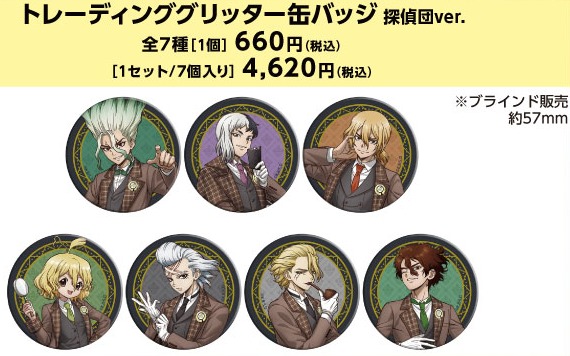 トレーディンググリッター缶バッジ 探偵団ver.
全7種[1個] 660円(税込)
[1セット/7個入り] 4,620円(税込)
※ブラインド販売
約57mm